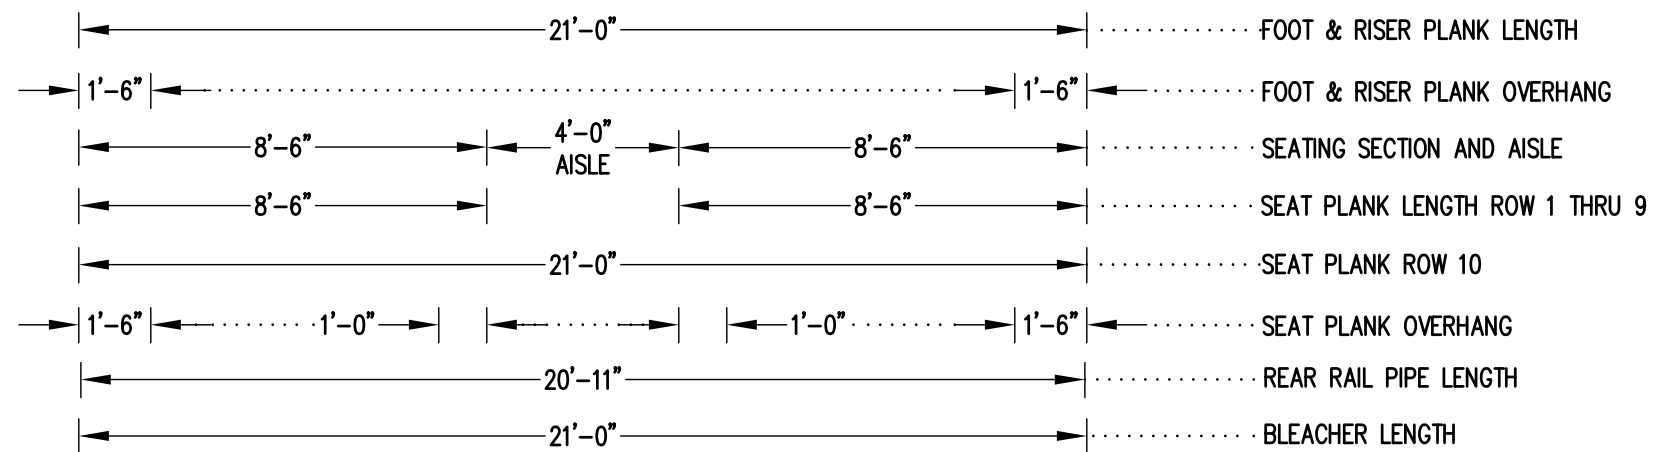 21'-0" FOOT & RISER PLANK LENGTH
1'-6" 1'-6" FOOT & RISER PLANK OVERHANG
8'-6" 4'-0" 8'-6" SEATING SECTION AND AISLE
AISLE
8'-6" 8'-6" SEAT PLANK LENGTH ROW 1 THRU 9
21'-0" SEAT PLANK ROW 10
1'-6" 1'-0" 1'-0" 1'-6" SEAT PLANK OVERHANG
20'-11" REAR RAIL PIPE LENGTH
21'-0" BLEACHER LENGTH